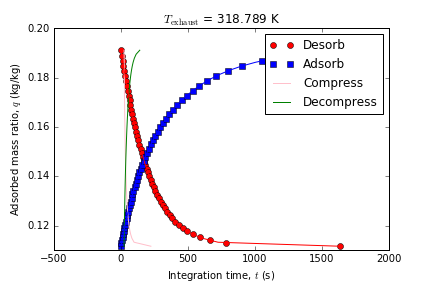 T_exhaust = 318.789 K
0.20
0.18
0.16
0.14
0.12
Adsorbed mass ratio, q (kg/kg)
Desorb
Adsorb
Compress
Decompress
−500
0
500
1000
1500
2000
Integration time, t (s)